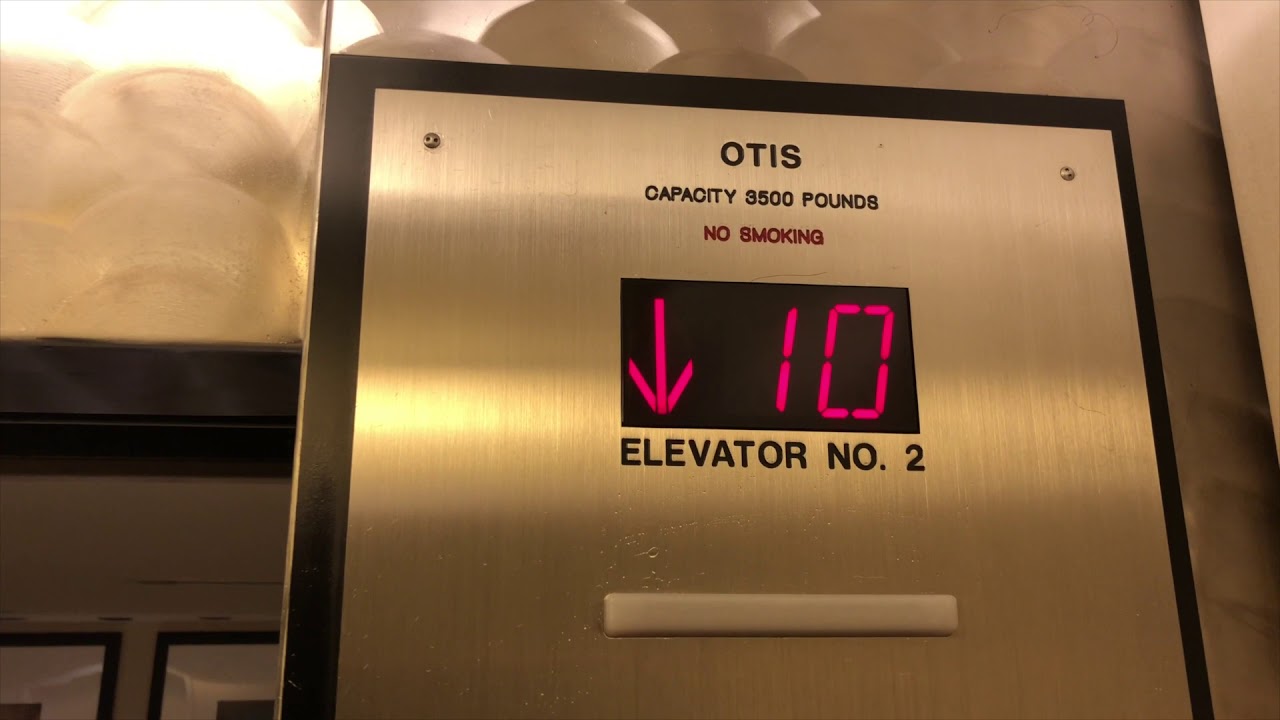 OTIS
CAPACITY 3500 POUNDS
NO SMOKING
↓ 10
ELEVATOR NO. 2